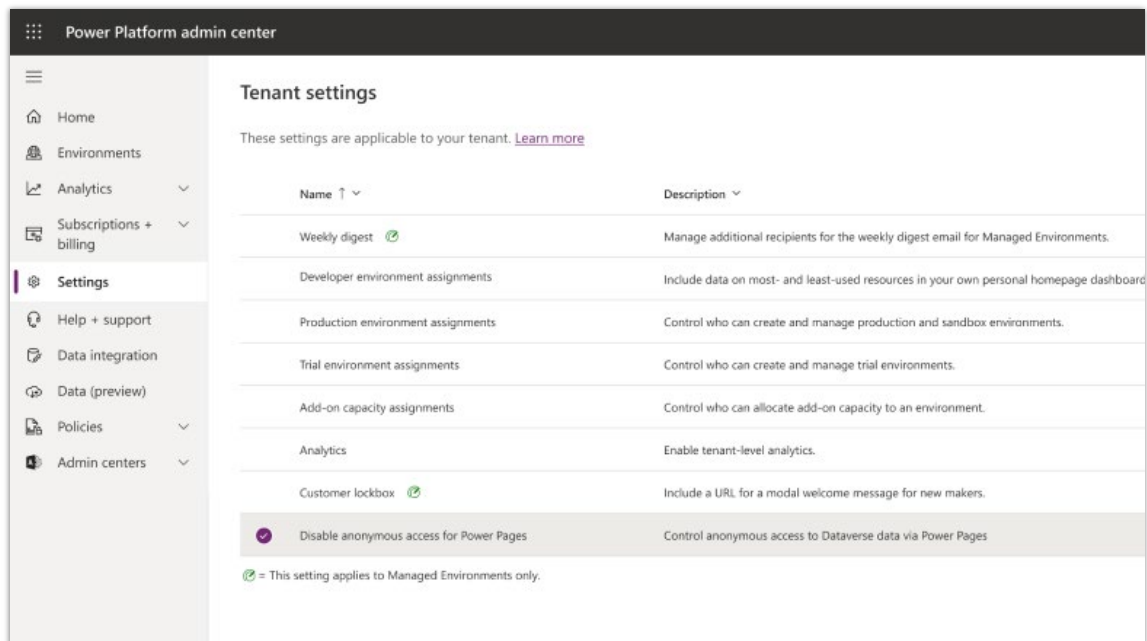 Power Platform admin center
Home
Environments
Analytics
Subscriptions +
billing
Settings
Help + support
Data integration
Data (preview)
Policies
Admin centers
Tenant settings
These settings are applicable to your tenant. Learn more
Name ↑ Description
Weekly digest Manage additional recipients for the weekly digest email for Managed Environments.
Developer environment assignments Include data on most- and least-used resources in your own personal homepage dashboard
Production environment assignments Control who can create and manage production and sandbox environments.
Trial environment assignments Control who can create and manage trial environments.
Add-on capacity assignments Control who can allocate add-on capacity to an environment.
Analytics Enable tenant-level analytics.
Customer lockbox Include a URL for a modal welcome message for new makers.
Disable anonymous access for Power Pages Control anonymous access to Dataverse data via Power Pages
= This setting applies to Managed Environments only.